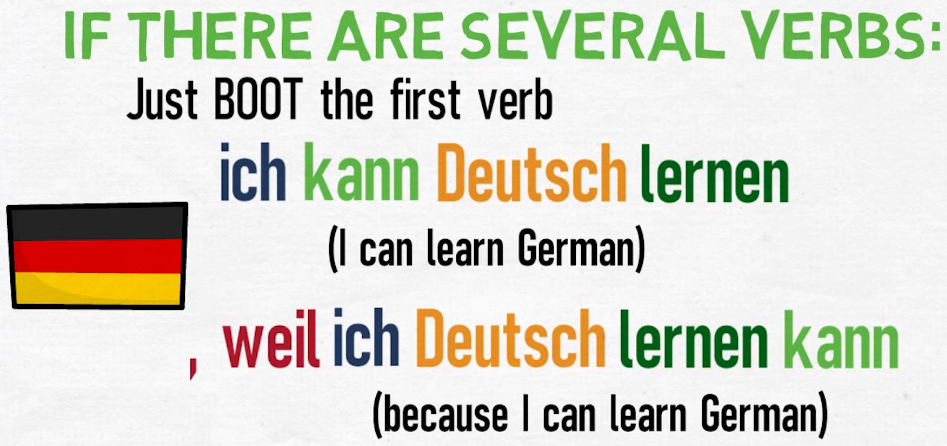 IF THERE ARE SEVERAL VERBS:
Just BOOT the first verb
ich kann Deutsch lernen
(I can learn German)
, weil ich Deutsch lernen kann
(because I can learn German)